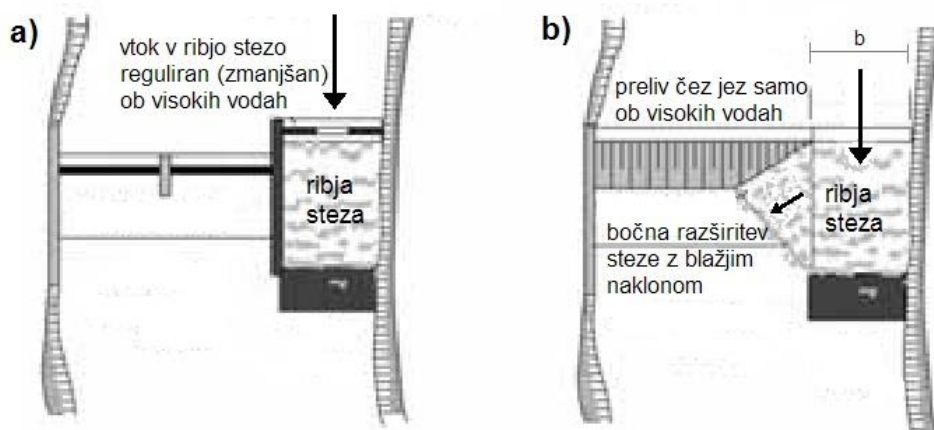 a)
vtok v ribjo stezo
reguliran (zmanjšan)
ob visokih vodah
ribja
steza
b)
b
preliv čez jez samo
ob visokih vodah
ribja
steza
bočna razširitev
steze z blažjim
naklonom